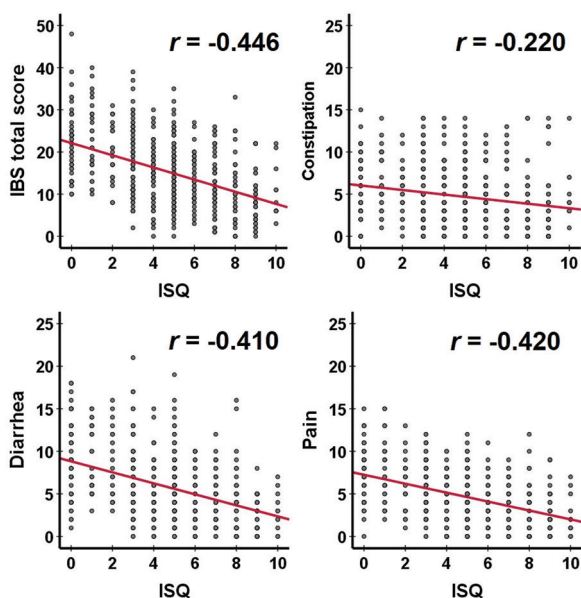 r = -0.446
IBS total score
50
40
30
20
10
0
0 2 4 6 8 10
ISQ
r = -0.220
Constipation
25
20
15
10
5
0
0 2 4 6 8 10
ISQ
r = -0.410
Diarrhea
25
20
15
10
5
0
0 2 4 6 8 10
ISQ
r = -0.420
Pain
25
20
15
10
5
0
0 2 4 6 8 10
ISQ